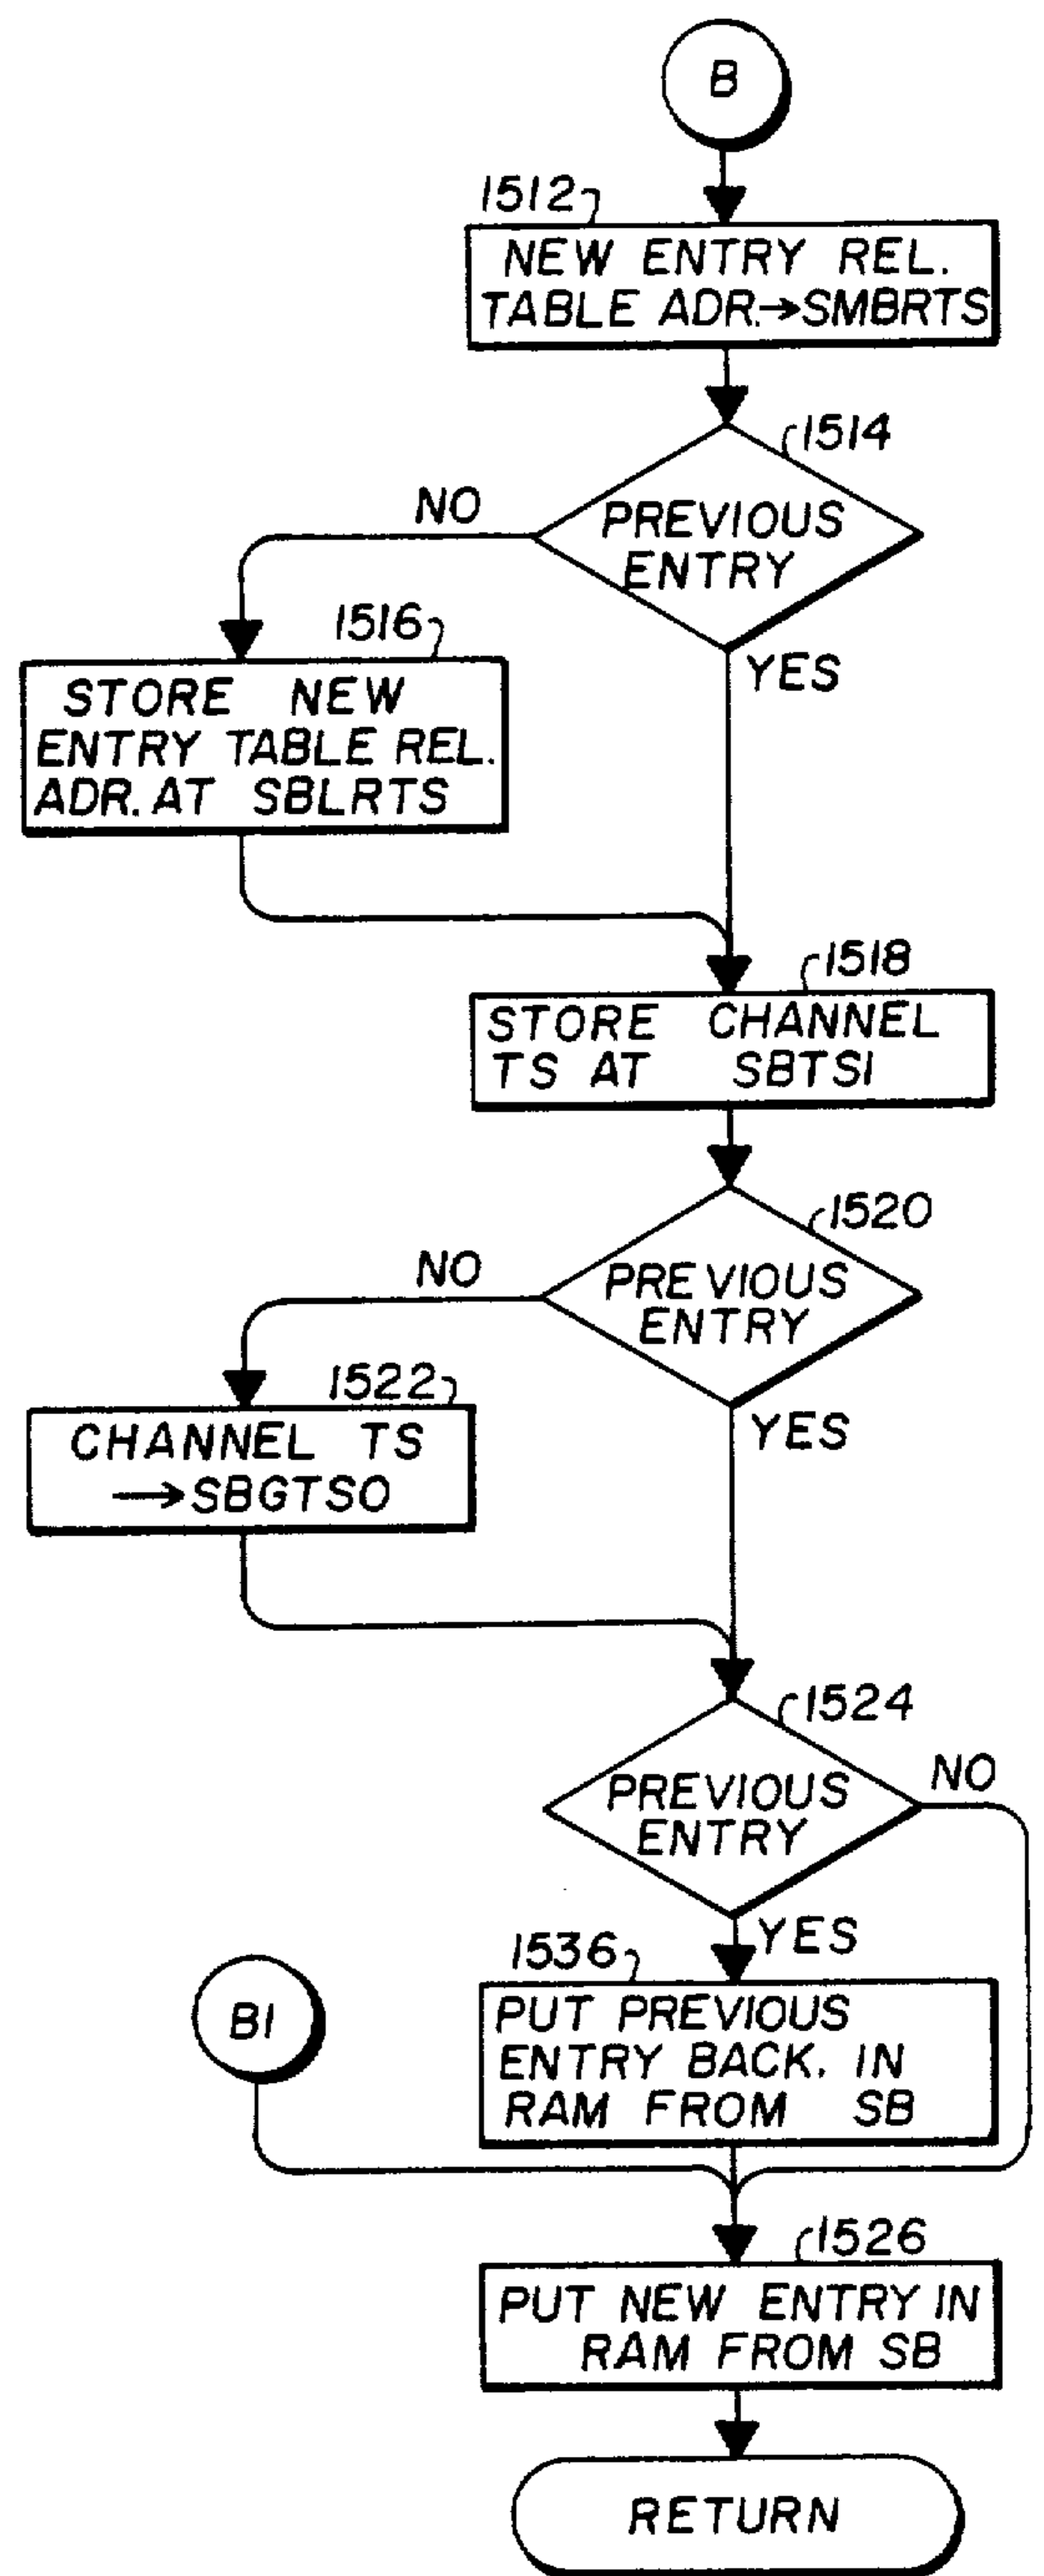 B
1512
NEW ENTRY REL.
TABLE ADR.→SMBRTS
1514
NO
PREVIOUS
ENTRY
1516
YES
STORE NEW
ENTRY TABLE REL.
ADR. AT SBLRTS
1518
STORE CHANNEL
TS AT SBTSI
1520
NO
PREVIOUS
ENTRY
1522
YES
CHANNEL TS
→SBGTSO
1524
NO
PREVIOUS
ENTRY
YES
1536
B1
PUT PREVIOUS
ENTRY BACK. IN
RAM FROM SB
1526
PUT NEW ENTRY IN
RAM FROM SB
RETURN